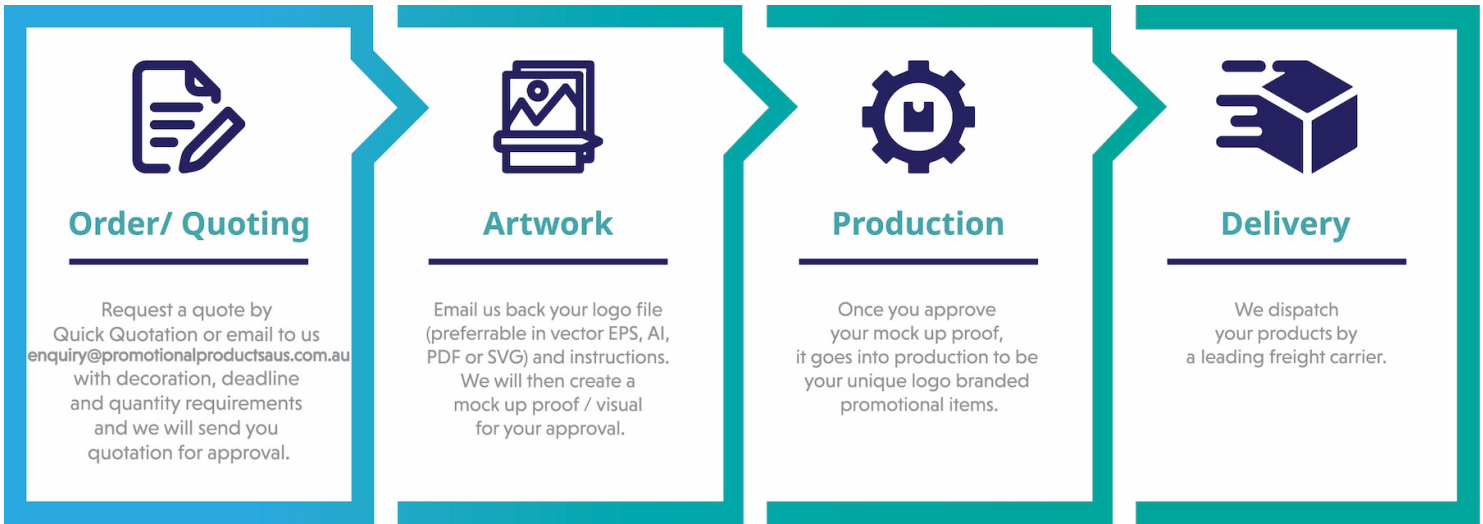 Order/ Quoting
Request a quote by
Quick Quotation or email to us
enquiry@promotionalproductsaus.com.au
with decoration, deadline
and quantity requirements
and we will send you
quotation for approval.
Artwork
Email us back your logo file
(preferrable in vector EPS, AI,
PDF or SVG) and instructions.
We will then create a
mock up proof / visual
for your approval.
Production
Once you approve
your mock up proof,
it goes into production to be
your unique logo branded
promotional items.
Delivery
We dispatch
your products by
a leading freight carrier.